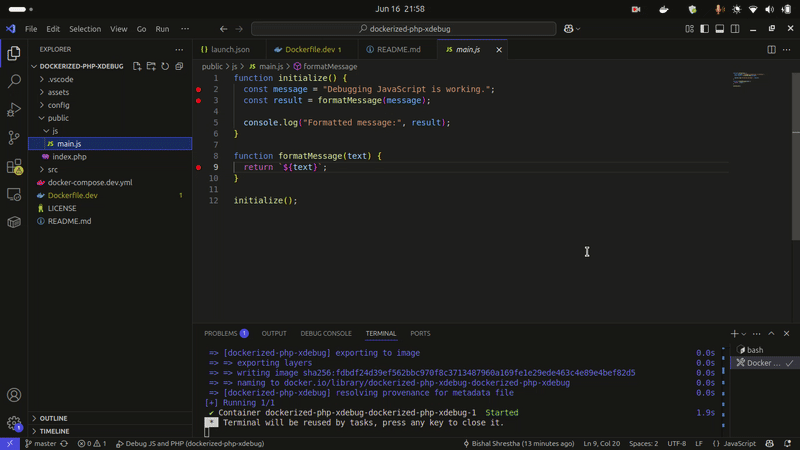 Jun 16 21:58
File Edit Selection View Go Run ··· dockerized-php-xdebug
EXPLORER ···
DOCKERIZED-PHP-XDEBUG
.vscode
assets
config
public
js
JS main.js
index.php
src
docker-compose.dev.yml
Dockerfile.dev 1
LICENSE
README.md
OUTLINE
TIMELINE
{} launch.json Dockerfile.dev 1 README.md JS main.js
public > js > JS main.js > formatMessage
1 function initialize() {
2 const message = "Debugging JavaScript is working.";
3 const result = formatMessage(message);
4
5 console.log("Formatted message:", result);
6 }
7
8 function formatMessage(text) {
9 return `${text}`;
10 }
11
12 initialize();
PROBLEMS 1 OUTPUT DEBUG CONSOLE TERMINAL PORTS
=> [dockerized-php-xdebug] exporting to image 0.0s
=> => exporting layers 0.0s
=> => writing image sha256:fdbdf24d39ef562bbc970f8c3713487960a169fe1e29ede463c4e89e4bef82d5 0.0s
=> => naming to docker.io/library/dockerized-php-xdebug-dockerized-php-xdebug 0.0s
=> [dockerized-php-xdebug] resolving provenance for metadata file 0.0s
[+] Running 1/1
✔ Container dockerized-php-xdebug-dockerized-php-xdebug-1 Started 1.9s
* Terminal will be reused by tasks, press any key to close it.
bash
Docker ...
1
master 0 1 Debug JS and PHP (dockerized-php-xdebug) Bishal Shrestha (13 minutes ago) Ln 9, Col 20 Spaces: 2 UTF-8 LF {} JavaScript